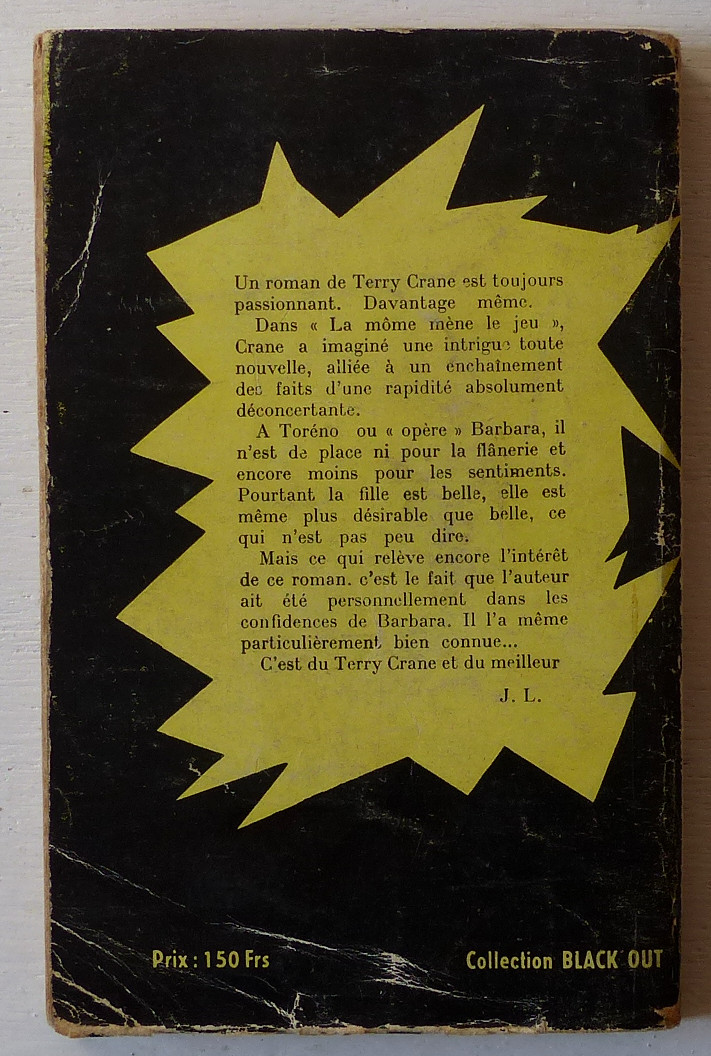 Un roman de Terry Crane est toujours
passionnant. Davantage même.
Dans « La môme mène le jeu »,
Crane a imaginé une intrigue toute
nouvelle, alliée à un enchaînement
des faits d'une rapidité absolument
déconcertante.
A Toréno ou « opère » Barbara, il
n'est de place ni pour la flânerie et
encore moins pour les sentiments.
Pourtant la fille est belle, elle est
même plus désirable que belle, ce
qui n'est pas peu dire.
Mais ce qui relève encore l'intérêt
de ce roman. c'est le fait que l'auteur
ait été personnellement dans les
confidences de Barbara. Il l'a même
particulièrement bien connue...
C'est du Terry Crane et du meilleur
J. L.
Prix : 150 Frs
Collection BLACK OUT